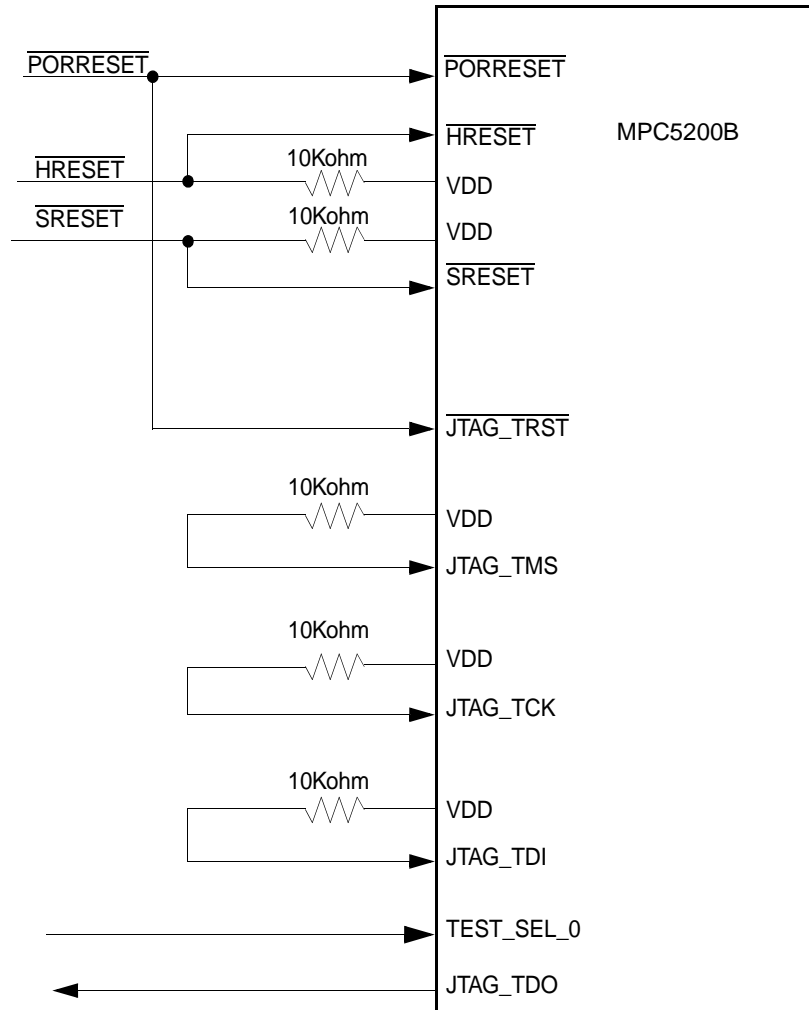 PORRESET PORRESET
HRESET MPC5200B
HRESET 10Kohm VDD
SRESET 10Kohm VDD
SRESET
JTAG_TRST
10Kohm
VDD
JTAG_TMS
10Kohm
VDD
JTAG_TCK
10Kohm
VDD
JTAG_TDI
TEST_SEL_0
JTAG_TDO